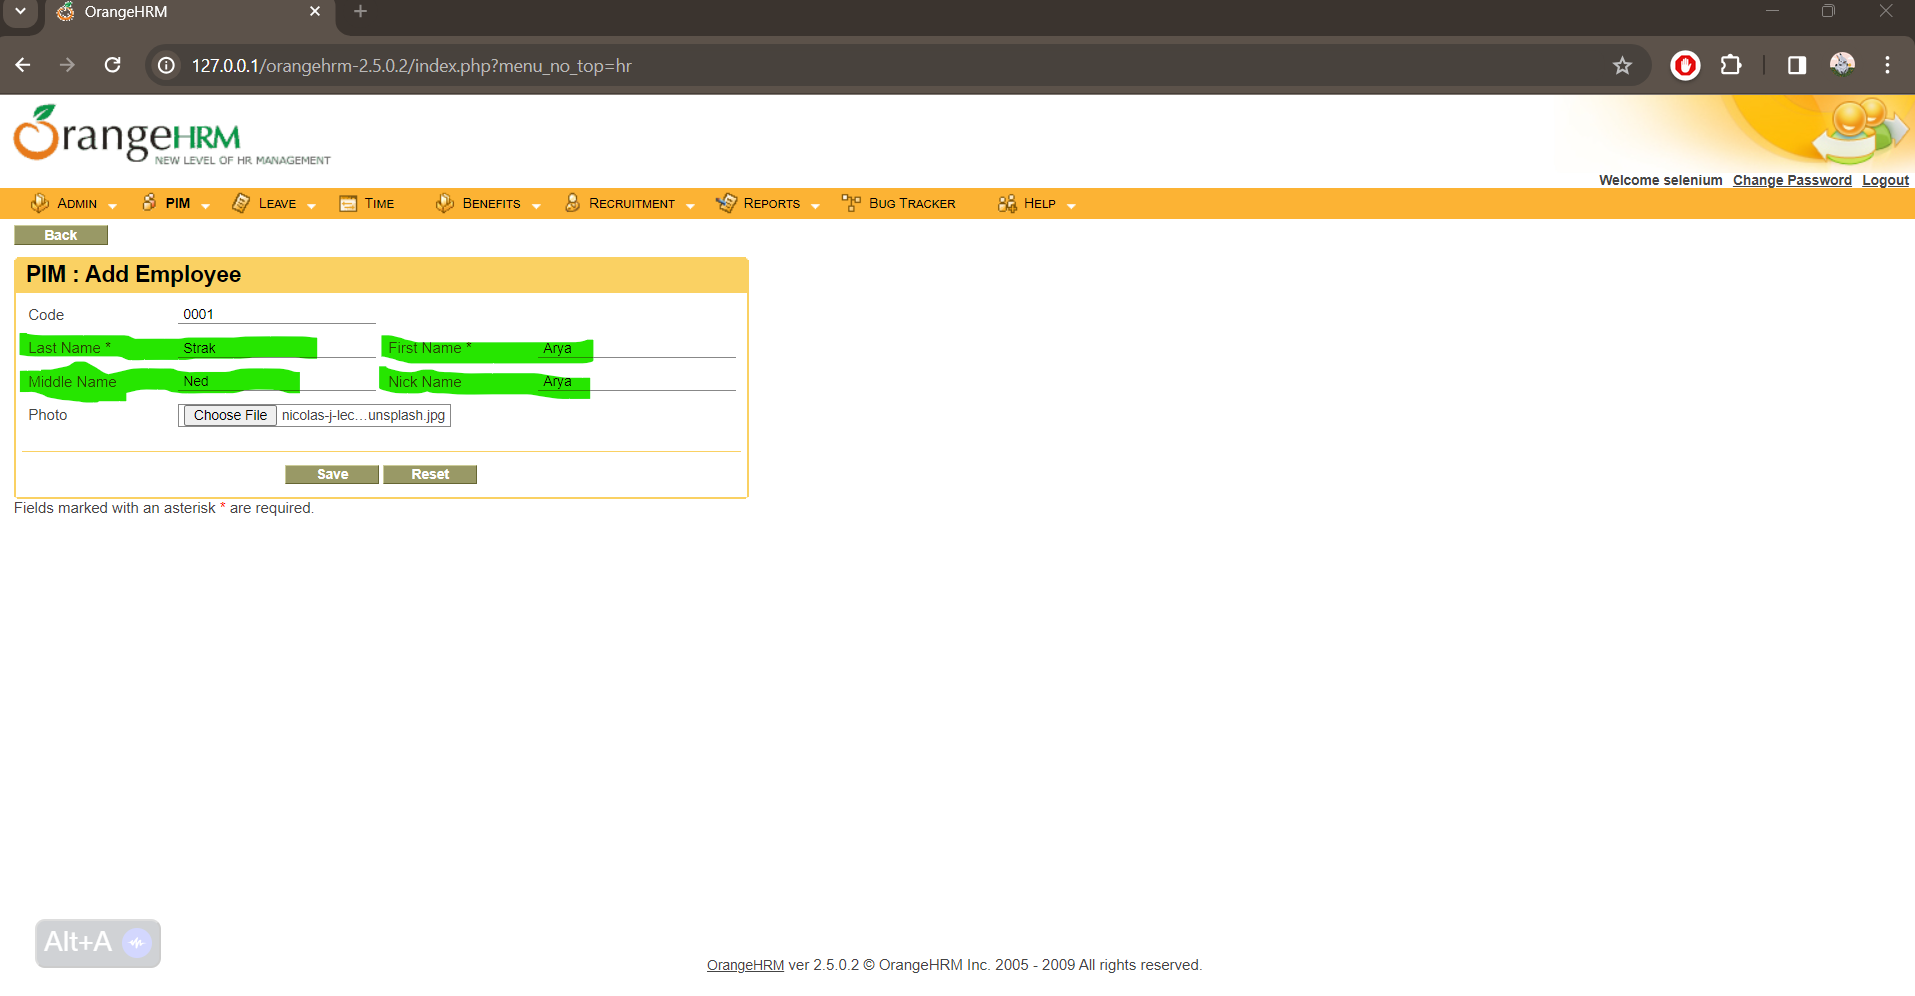 OrangeHRM
127.0.0.1/orangehrm-2.5.0.2/index.php?menu_no_top=hr
OrangeHRM
NEW LEVEL OF HR MANAGEMENT
Welcome selenium Change Password Logout
ADMIN PIM LEAVE TIME BENEFITS RECRUITMENT REPORTS BUG TRACKER HELP
Back
PIM : Add Employee
Code 0001
Last Name * Strak First Name * Arya
Middle Name Ned Nick Name Arya
Photo Choose File nicolas-j-lec...unsplash.jpg
Save Reset
Fields marked with an asterisk * are required.
Alt+A
OrangeHRM ver 2.5.0.2 © OrangeHRM Inc. 2005 - 2009 All rights reserved.